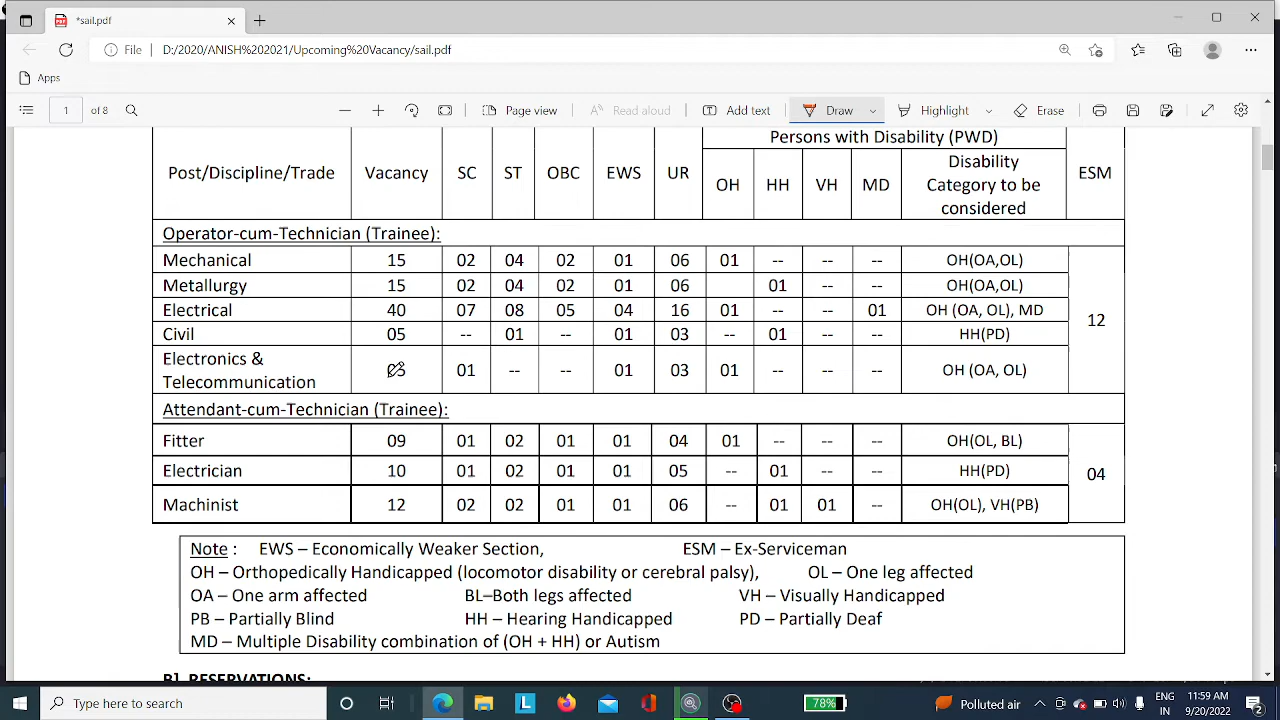 *sail.pdf
File D:/2020/ANISH%202021/Upcoming%20Vacancy/sail.pdf
Apps
1 of 8 Page view Read aloud Add text Draw Highlight Erase
Persons with Disability (PWD)
Post/Discipline/Trade Vacancy SC ST OBC EWS UR OH HH VH MD Disability Category to be considered ESM
Operator-cum-Technician (Trainee):
Mechanical 15 02 04 02 01 06 01 -- -- -- OH(OA,OL)
Metallurgy 15 02 04 02 01 06 01 -- -- OH(OA,OL)
Electrical 40 07 08 05 04 16 01 -- -- 01 OH (OA, OL), MD
12
Civil 05 -- 01 -- 01 03 -- 01 -- -- HH(PD)
Electronics &
Telecommunication 01 -- -- 01 03 01 -- -- -- OH (OA, OL)
Attendant-cum-Technician (Trainee):
Fitter 09 01 02 01 01 04 01 -- -- -- OH(OL, BL)
Electrician 10 01 02 01 01 05 -- 01 -- -- HH(PD)
04
Machinist 12 02 02 01 01 06 -- 01 01 -- OH(OL), VH(PB)
Note : EWS – Economically Weaker Section, ESM – Ex-Serviceman
OH – Orthopedically Handicapped (locomotor disability or cerebral palsy), OL – One leg affected
OA – One arm affected BL–Both legs affected VH – Visually Handicapped
PB – Partially Blind HH – Hearing Handicapped PD – Partially Deaf
MD – Multiple Disability combination of (OH + HH) or Autism
B]. RESERVATIONS:
Type here to search L 78% Polluted air ENG IN 11:59 AM 9/20/2022 2